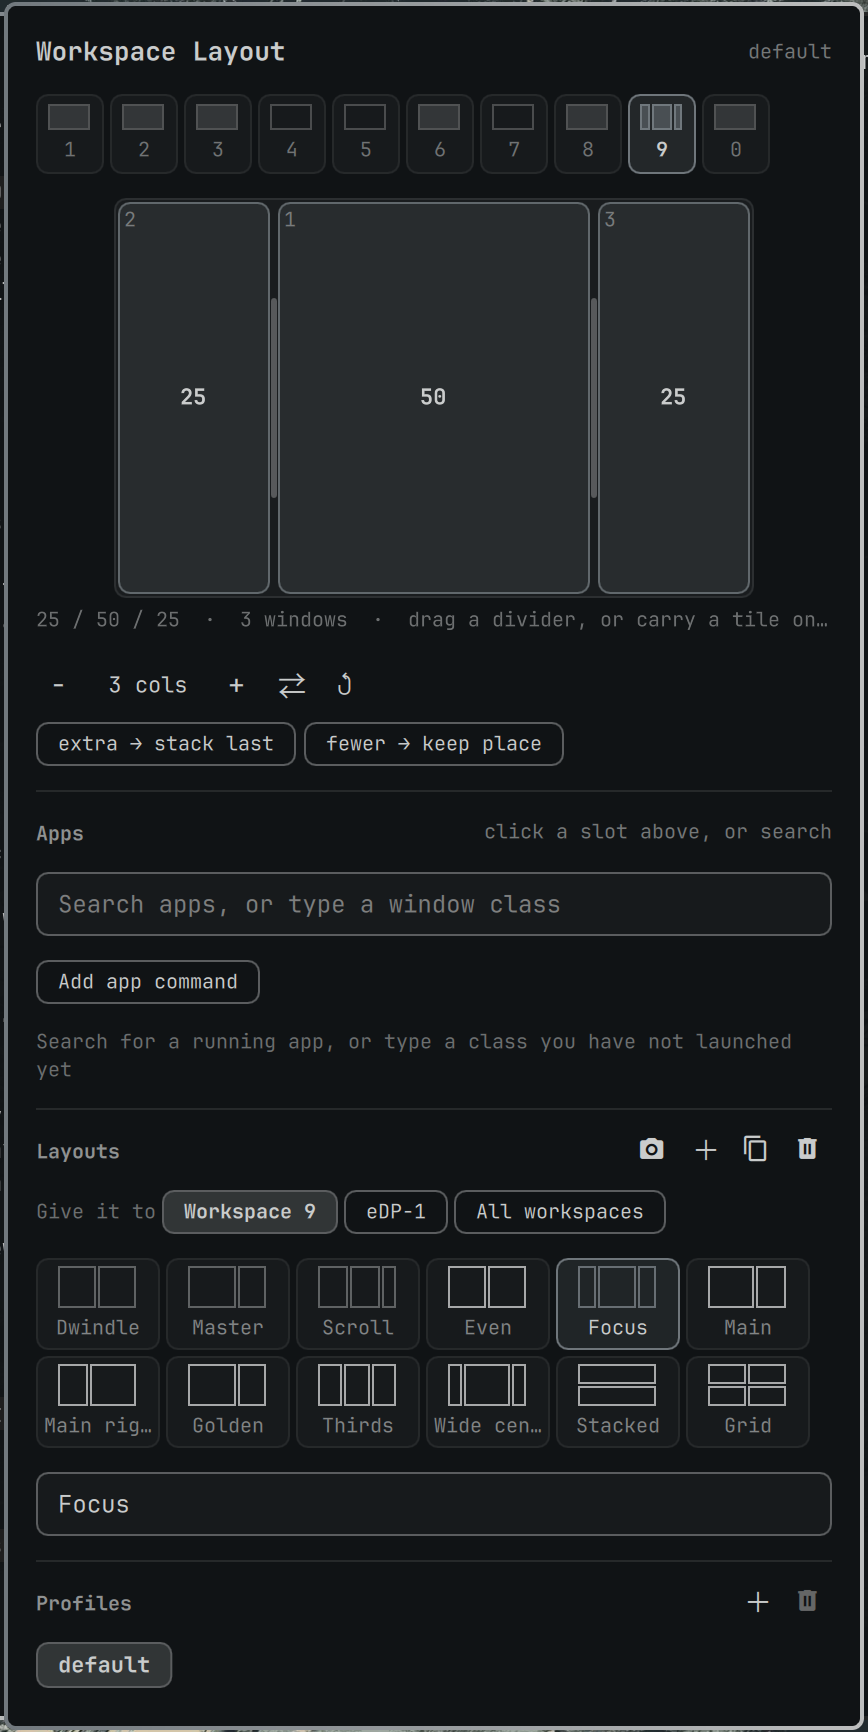 Workspace Layout default
1 2 3 4 5 6 7 8 9 0
2 1 3
25 50 25
25 / 50 / 25 · 3 windows · drag a divider, or carry a tile on…
- 3 cols +
extra → stack last fewer → keep place
Apps click a slot above, or search
Search apps, or type a window class
Add app command
Search for a running app, or type a class you have not launched
yet
Layouts
Give it to Workspace 9 eDP-1 All workspaces
Dwindle Master Scroll Even Focus Main
Main rig… Golden Thirds Wide cen… Stacked Grid
Focus
Profiles
default